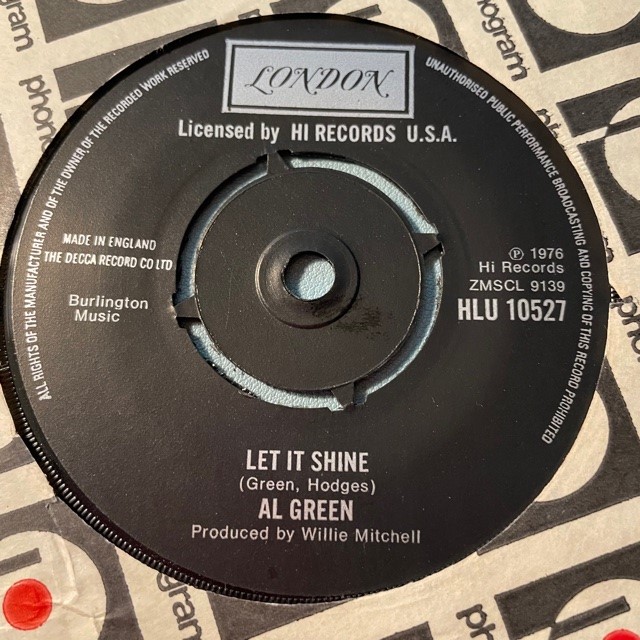 LONDON
Licensed by HI RECORDS U.S.A.
ALL RIGHTS OF THE MANUFACTURER AND OF THE OWNER OF THE RECORDED WORK RESERVED
UNAUTHORISED PUBLIC PERFORMANCE BROADCASTING AND COPYING OF THIS RECORD PROHIBITED
MADE IN ENGLAND
THE DECCA RECORD CO LTD
Burlington
Music
Ⓟ 1976
Hi Records
ZMSCL 9139
HLU 10527
LET IT SHINE
(Green, Hodges)
AL GREEN
Produced by Willie Mitchell
phonogram
phonogram